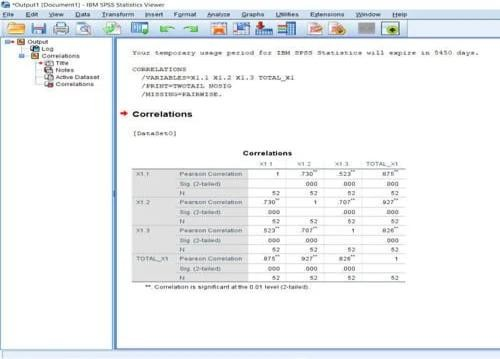 *Output1 [Document1] - IBM SPSS Statistics Viewer
File Edit View Data Transform Insert Format Analyze Graphs Utilities Extensions Window Help
Output
Log
Correlations
Title
Notes
Active Dataset
Correlations
Your temporary usage period for IBM SPSS Statistics will expire in 5450 days.
CORRELATIONS
/VARIABLES=X1.1 X1.2 X1.3 TOTAL_X1
/PRINT=TWOTAIL NOSIG
/MISSING=PAIRWISE.
Correlations
[DataSet0]
Correlations
X1.1 X1.2 X1.3 TOTAL_X1
X1.1 Pearson Correlation 1 .730** .523** .875**
Sig. (2-tailed) .000 .000 .000
N 52 52 52 52
X1.2 Pearson Correlation .730** 1 .707** .927**
Sig. (2-tailed) .000 .000 .000
N 52 52 52 52
X1.3 Pearson Correlation .523** .707** 1 .826**
Sig. (2-tailed) .000 .000 .000
N 52 52 52 52
TOTAL_X1 Pearson Correlation .875** .927** .826** 1
Sig. (2-tailed) .000 .000 .000
N 52 52 52 52
**. Correlation is significant at the 0.01 level (2-tailed).